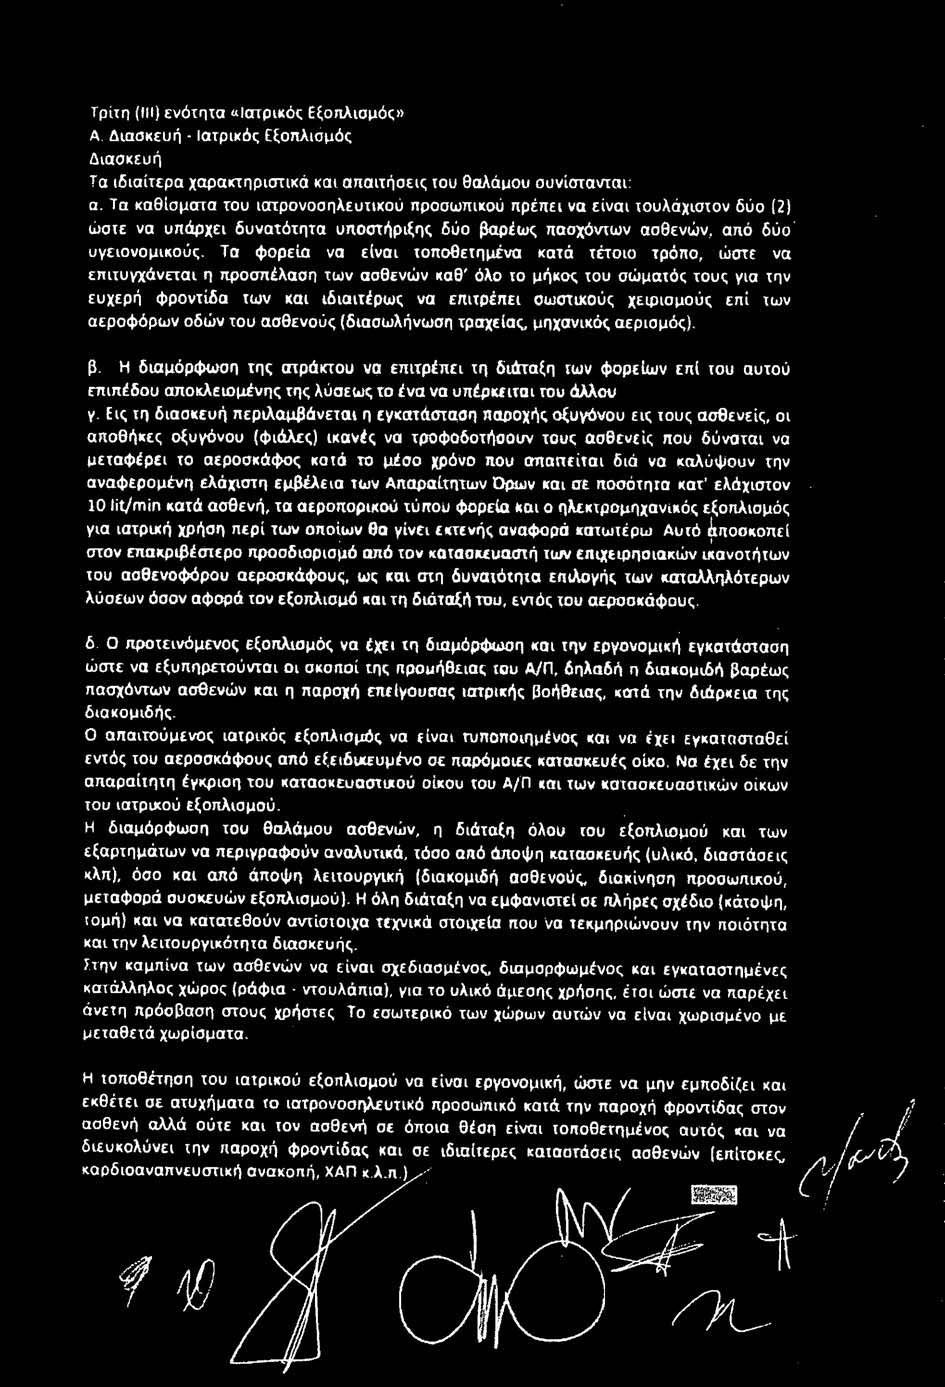 Τρίτη (ΙΙΙ) ενότητα «Ιατρικός Εξοπλισμός»
Α. Διασκευή - Ιατρικός Εξοπλισμός
Διασκευή
Τα ιδιαίτερα χαρακτηριστικά και απαιτήσεις του θαλάμου συνίστανται:
α. Τα καθίσματα του ιατρονοσηλευτικού προσωπικού πρέπει να είναι τουλάχιστον δύο (2)
ώστε να υπάρχει δυνατότητα υποστήριξης δύο βαρέως πασχόντων ασθενών, από δύο
υγειονομικούς. Τα φορεία να είναι τοποθετημένα κατά τέτοιο τρόπο, ώστε να
επιτυγχάνεται η προσπέλαση των ασθενών καθ' όλο το μήκος του σώματός τους για την
ευχερή φροντίδα των και ιδιαιτέρως να επιτρέπει σωστικούς χειρισμούς επί των
αεροφόρων οδών του ασθενούς (διασωλήνωση τραχείας, μηχανικός αερισμός).
β. Η διαμόρφωση της ατράκτου να επιτρέπει τη διάταξη των φορείων επί του αυτού
επιπέδου αποκλειομένης της λύσεως το ένα να υπέρκειται του άλλου
γ. Εις τη διασκευή περιλαμβάνεται η εγκατάσταση παροχής οξυγόνου εις τους ασθενείς, οι
αποθήκες οξυγόνου (φιάλες) ικανές να τροφοδοτήσουν τους ασθενείς που δύναται να
μεταφέρει το αεροσκάφος κατά το μέσο χρόνο που απαιτείται διά να καλύψουν την
αναφερομένη ελάχιστη εμβέλεια των Απαραίτητων Όρων και σε ποσότητα κατ' ελάχιστον
10 lit/min κατά ασθενή, τα αεροπορικού τύπου φορεία και ο ηλεκτρομηχανικός εξοπλισμός
για ιατρική χρήση περί των οποίων θα γίνει εκτενής αναφορά κατωτέρω Αυτό αποσκοπεί
στον επακριβέστερο προσδιορισμό από τον κατασκευαστή των επιχειρησιακών ικανοτήτων
του ασθενοφόρου αεροσκάφους, ως και στη δυνατότητα επιλογής των καταλληλότερων
λύσεων όσον αφορά τον εξοπλισμό και τη διάταξή του, εντός του αεροσκάφους.
δ. Ο προτεινόμενος εξοπλισμός να έχει τη διαμόρφωση και την εργονομική εγκατάσταση
ώστε να εξυπηρετούνται οι σκοποί της προμήθειας του Α/Π, δηλαδή η διακομιδή βαρέως
πασχόντων ασθενών και η παροχή επείγουσας ιατρικής βοήθειας, κατά την διάρκεια της
διακομιδής.
Ο απαιτούμενος ιατρικός εξοπλισμός να είναι τυποποιημένος και να έχει εγκατασταθεί
εντός του αεροσκάφους από εξειδικευμένο σε παρόμοιες κατασκευές οίκο. Να έχει δε την
απαραίτητη έγκριση του κατασκευαστικού οίκου του Α/Π και των κατασκευαστικών οίκων
του ιατρικού εξοπλισμού.
Η διαμόρφωση του θαλάμου ασθενών, η διάταξη όλου του εξοπλισμού και των
εξαρτημάτων να περιγραφούν αναλυτικά, τόσο από άποψη κατασκευής (υλικό, διαστάσεις
κλπ), όσο και από άποψη λειτουργική (διακομιδή ασθενούς, διακίνηση προσωπικού,
μεταφορά συσκευών εξοπλισμού). Η όλη διάταξη να εμφανιστεί σε πλήρες σχέδιο (κάτοψη,
τομή) και να κατατεθούν αντίστοιχα τεχνικά στοιχεία που να τεκμηριώνουν την ποιότητα
και την λειτουργικότητα διασκευής.
Στην καμπίνα των ασθενών να είναι σχεδιασμένος, διαμορφωμένος και εγκαταστημένες
κατάλληλος χώρος (ράφια - ντουλάπια), για το υλικό άμεσης χρήσης, έτσι ώστε να παρέχει
άνετη πρόσβαση στους χρήστες Το εσωτερικό των χώρων αυτών να είναι χωρισμένο με
μεταθετά χωρίσματα.
Η τοποθέτηση του ιατρικού εξοπλισμού να είναι εργονομική, ώστε να μην εμποδίζει και
εκθέτει σε ατυχήματα το ιατρονοσηλευτικό προσωπικό κατά την παροχή φροντίδας στον
ασθενή αλλά ούτε και τον ασθενή σε όποια θέση είναι τοποθετημένος αυτός και να
διευκολύνει την παροχή φροντίδας και σε ιδιαίτερες καταστάσεις ασθενών (επίτοκες,
καρδιοαναπνευστική ανακοπή, ΧΑΠ κ.λ.π.)